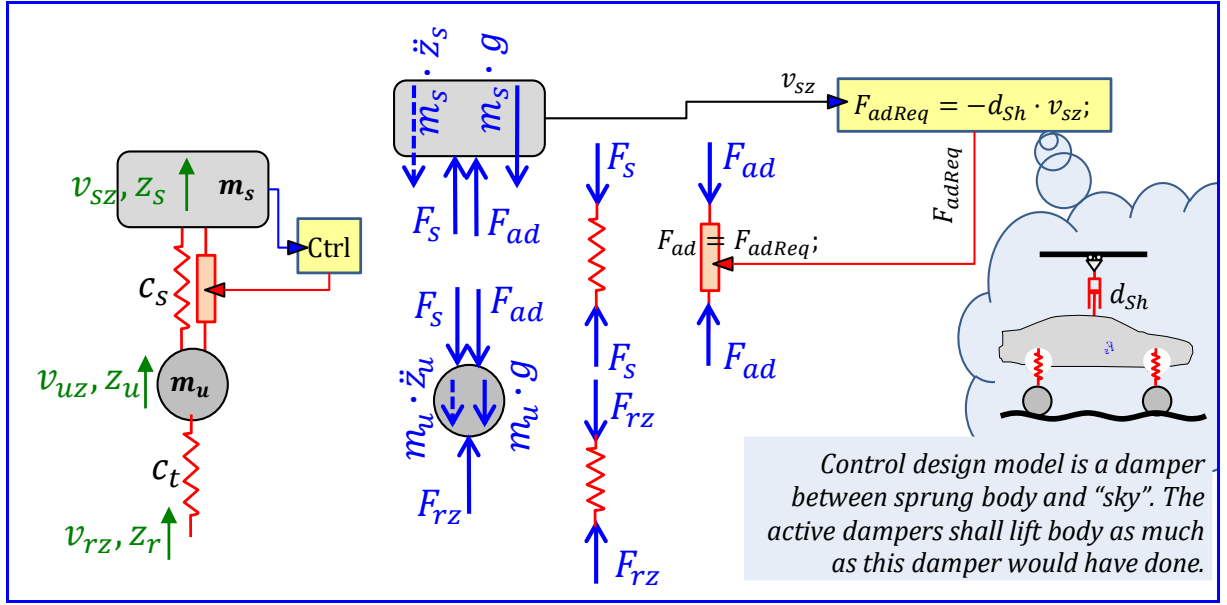 m_s · z̈_s
m_s · g
F_s
F_ad
v_sz
F_adReq = −d_Sh · v_sz;
F_adReq
v_sz, z_s
m_s
Ctrl
c_s
v_uz, z_u
m_u
c_t
v_rz, z_r
F_s
F_ad
m_u · z̈_u
m_u · g
F_rz
F_s
F_s
F_rz
F_rz
F_ad
F_ad = F_adReq;
F_ad
d_Sh
Control design model is a damper
between sprung body and “sky”. The
active dampers shall lift body as much
as this damper would have done.